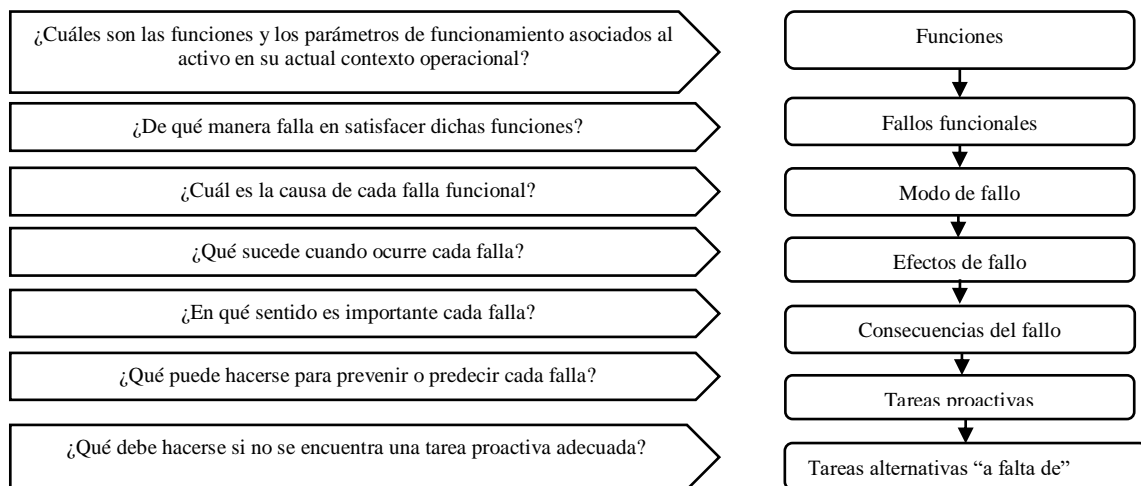 ¿Cuáles son las funciones y los parámetros de funcionamiento asociados al
activo en su actual contexto operacional?
Funciones
¿De qué manera falla en satisfacer dichas funciones?
Fallos funcionales
¿Cuál es la causa de cada falla funcional?
Modo de fallo
¿Qué sucede cuando ocurre cada falla?
Efectos de fallo
¿En qué sentido es importante cada falla?
Consecuencias del fallo
¿Qué puede hacerse para prevenir o predecir cada falla?
Tareas proactivas
¿Qué debe hacerse si no se encuentra una tarea proactiva adecuada?
Tareas alternativas “a falta de”